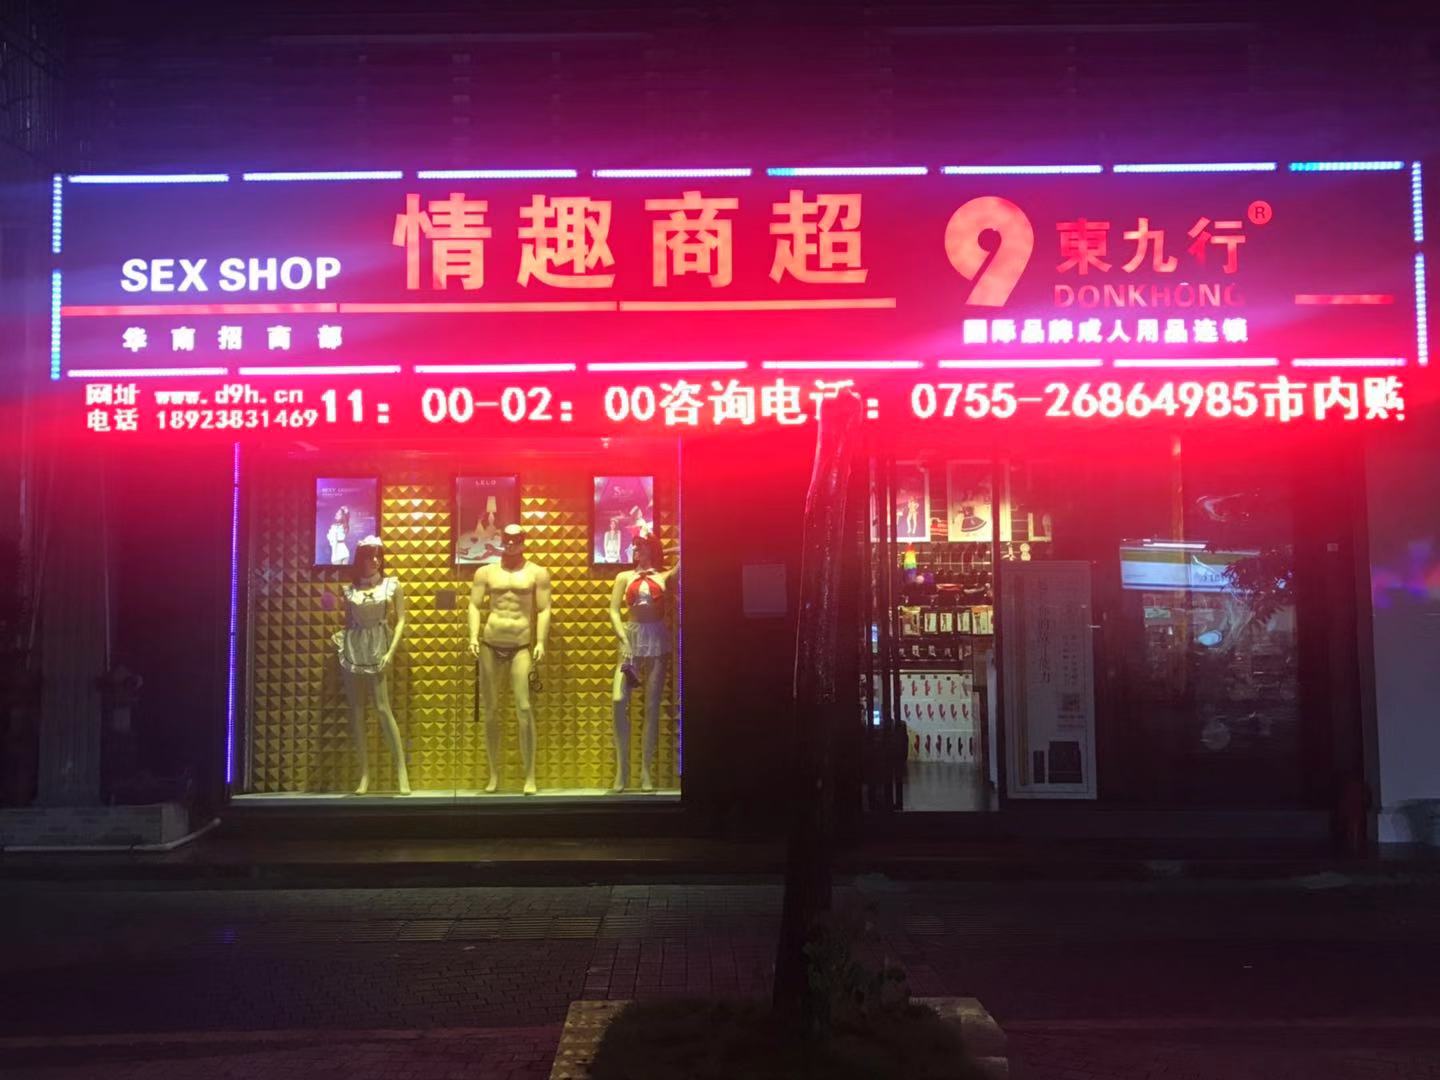 情趣商超
SEX SHOP
华南招商部
9 東九行®
DONKHONG
国际品牌成人用品连锁
网址 www.d9h.cn
电话 18923831469
11：00-02：00咨询电话：0755-26864985市内购
LELO